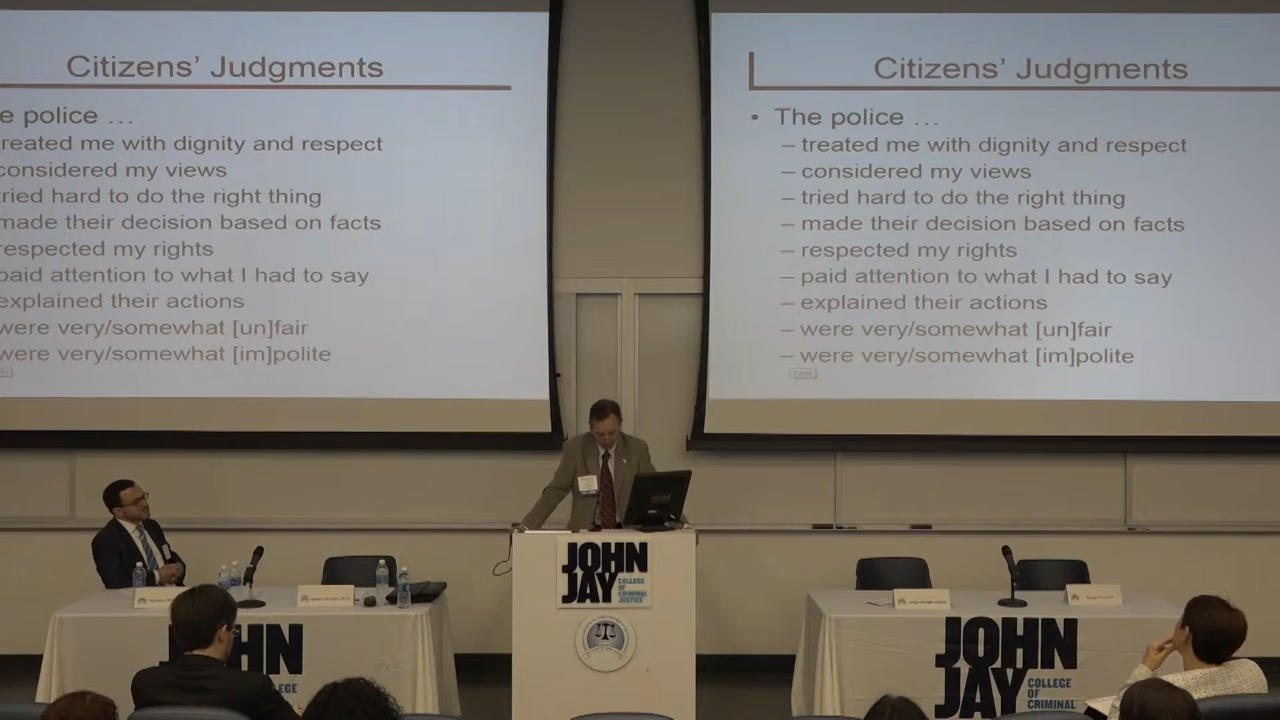 Citizens' Judgments
e police …
treated me with dignity and respect
considered my views
tried hard to do the right thing
made their decision based on facts
respected my rights
paid attention to what I had to say
explained their actions
were very/somewhat [un]fair
were very/somewhat [im]polite
Citizens' Judgments
• The police …
– treated me with dignity and respect
– considered my views
– tried hard to do the right thing
– made their decision based on facts
– respected my rights
– paid attention to what I had to say
– explained their actions
– were very/somewhat [un]fair
– were very/somewhat [im]polite
JOHN
JAY
COLLEGE
OF
CRIMINAL
JUSTICE
HN
JOHN
JAY
COLLEGE
OF
CRIMINAL